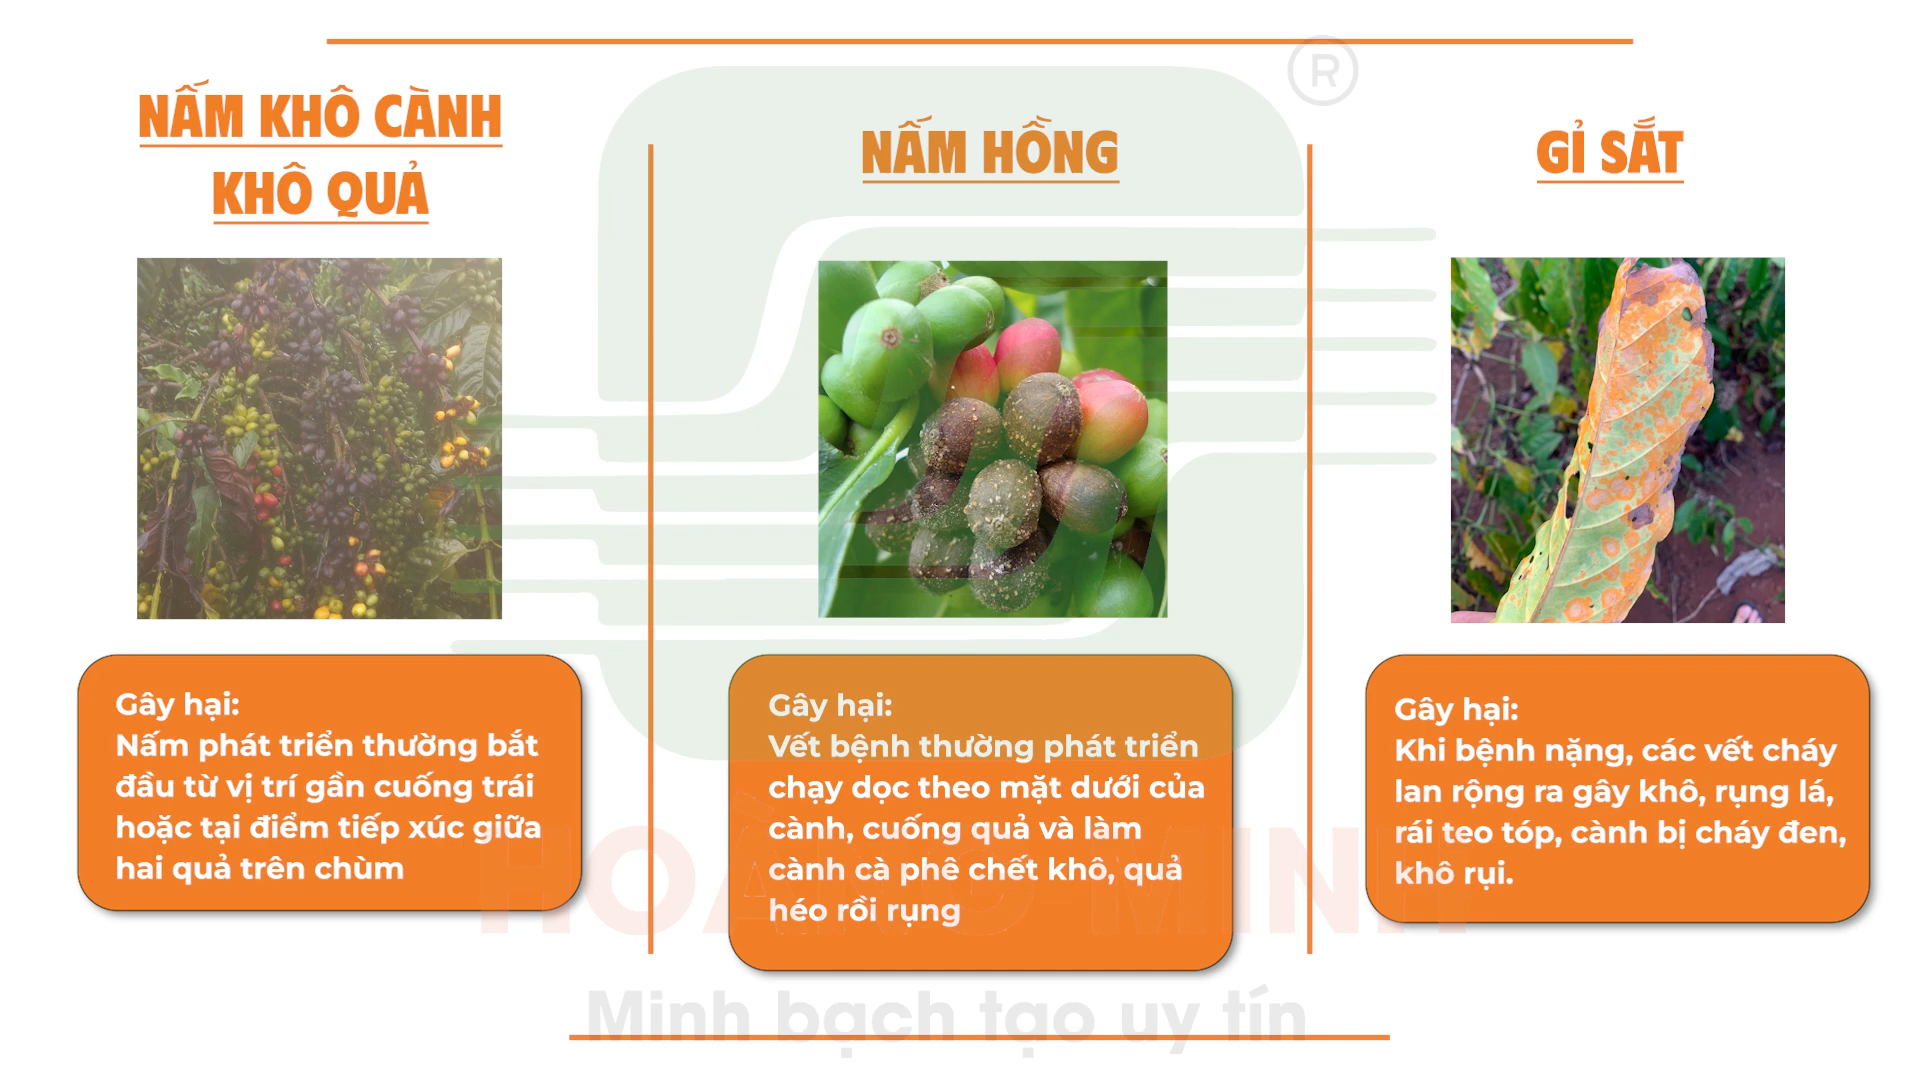 NẤM KHÔ CÀNH
KHÔ QUẢ
Gây hại:
Nấm phát triển thường bắt
đầu từ vị trí gần cuống trái
hoặc tại điểm tiếp xúc giữa
hai quả trên chùm
NẤM HỒNG
Gây hại:
Vết bệnh thường phát triển
chạy dọc theo mặt dưới của
cành, cuống quả và làm
cành cà phê chết khô, quả
héo rồi rụng
GỈ SẮT
Gây hại:
Khi bệnh nặng, các vết cháy
lan rộng ra gây khô, rụng lá,
rái teo tóp, cành bị cháy đen,
khô rụi.
®
HOÀNG MINH
Minh bạch tạo uy tín